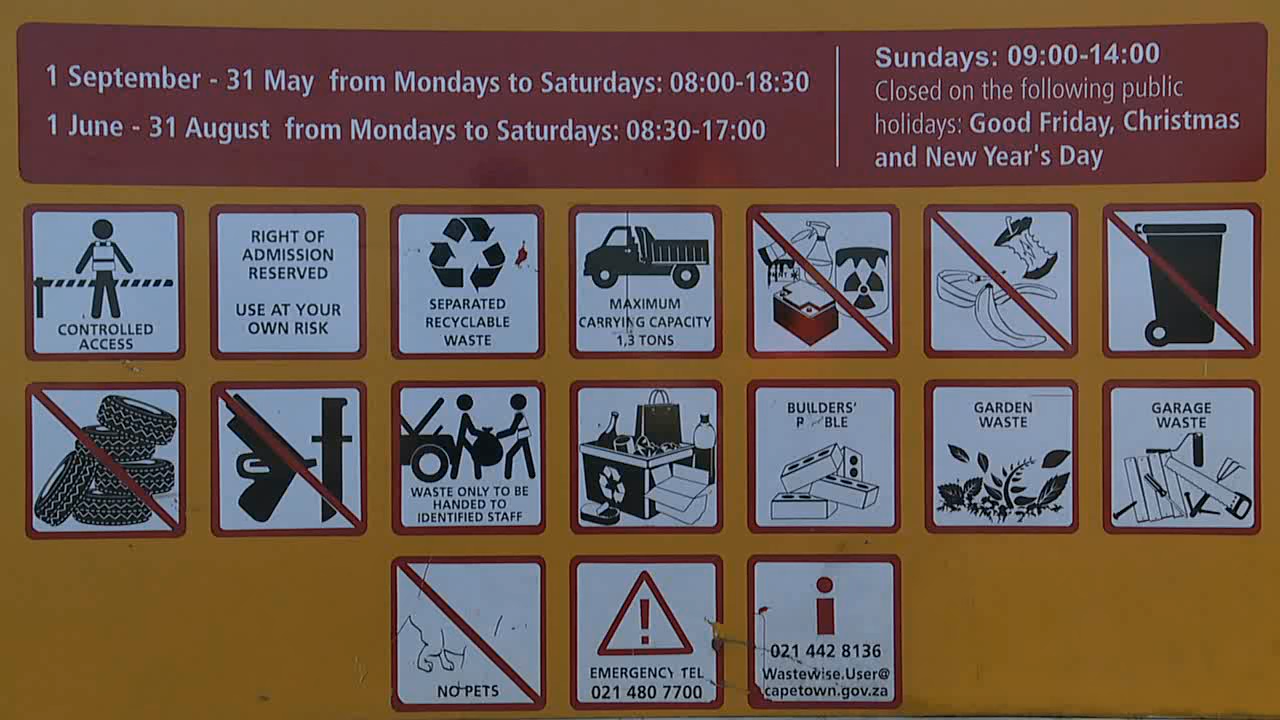 1 September - 31 May from Mondays to Saturdays: 08:00-18:30
1 June - 31 August from Mondays to Saturdays: 08:30-17:00
Sundays: 09:00-14:00
Closed on the following public
holidays: Good Friday, Christmas
and New Year's Day
CONTROLLED
ACCESS
RIGHT OF
ADMISSION
RESERVED
USE AT YOUR
OWN RISK
SEPARATED
RECYCLABLE
WASTE
MAXIMUM
CARRYING CAPACITY
1,3 TONS
WASTE ONLY TO BE
HANDED TO
IDENTIFIED STAFF
BUILDERS'
GARDEN
WASTE
GARAGE
WASTE
NO PETS
EMERGENCY TEL
021 480 7700
021 442 8136
Wastewise.User@
capetown.gov.za